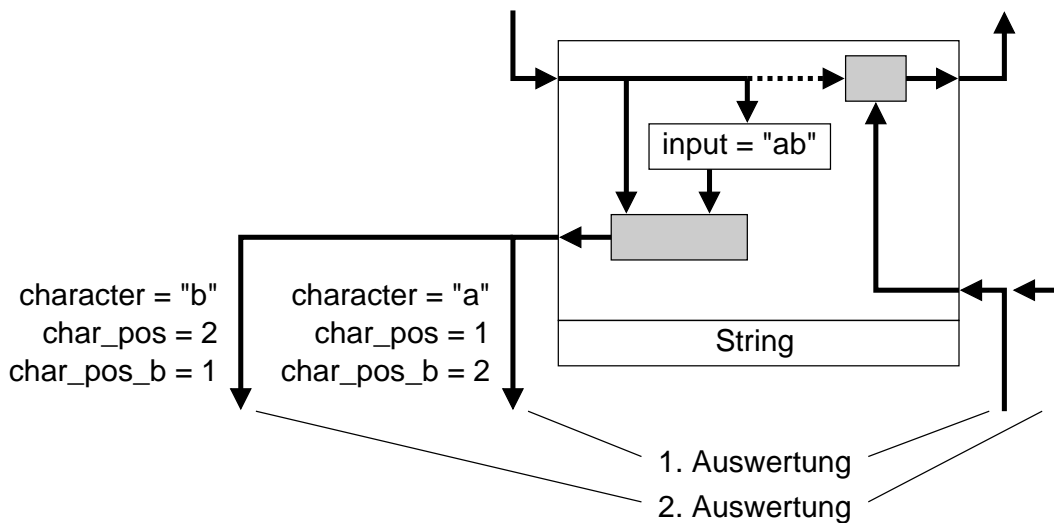 input = "ab"
character = "b"
char_pos = 2
char_pos_b = 1
character = "a"
char_pos = 1
char_pos_b = 2
String
1. Auswertung
2. Auswertung